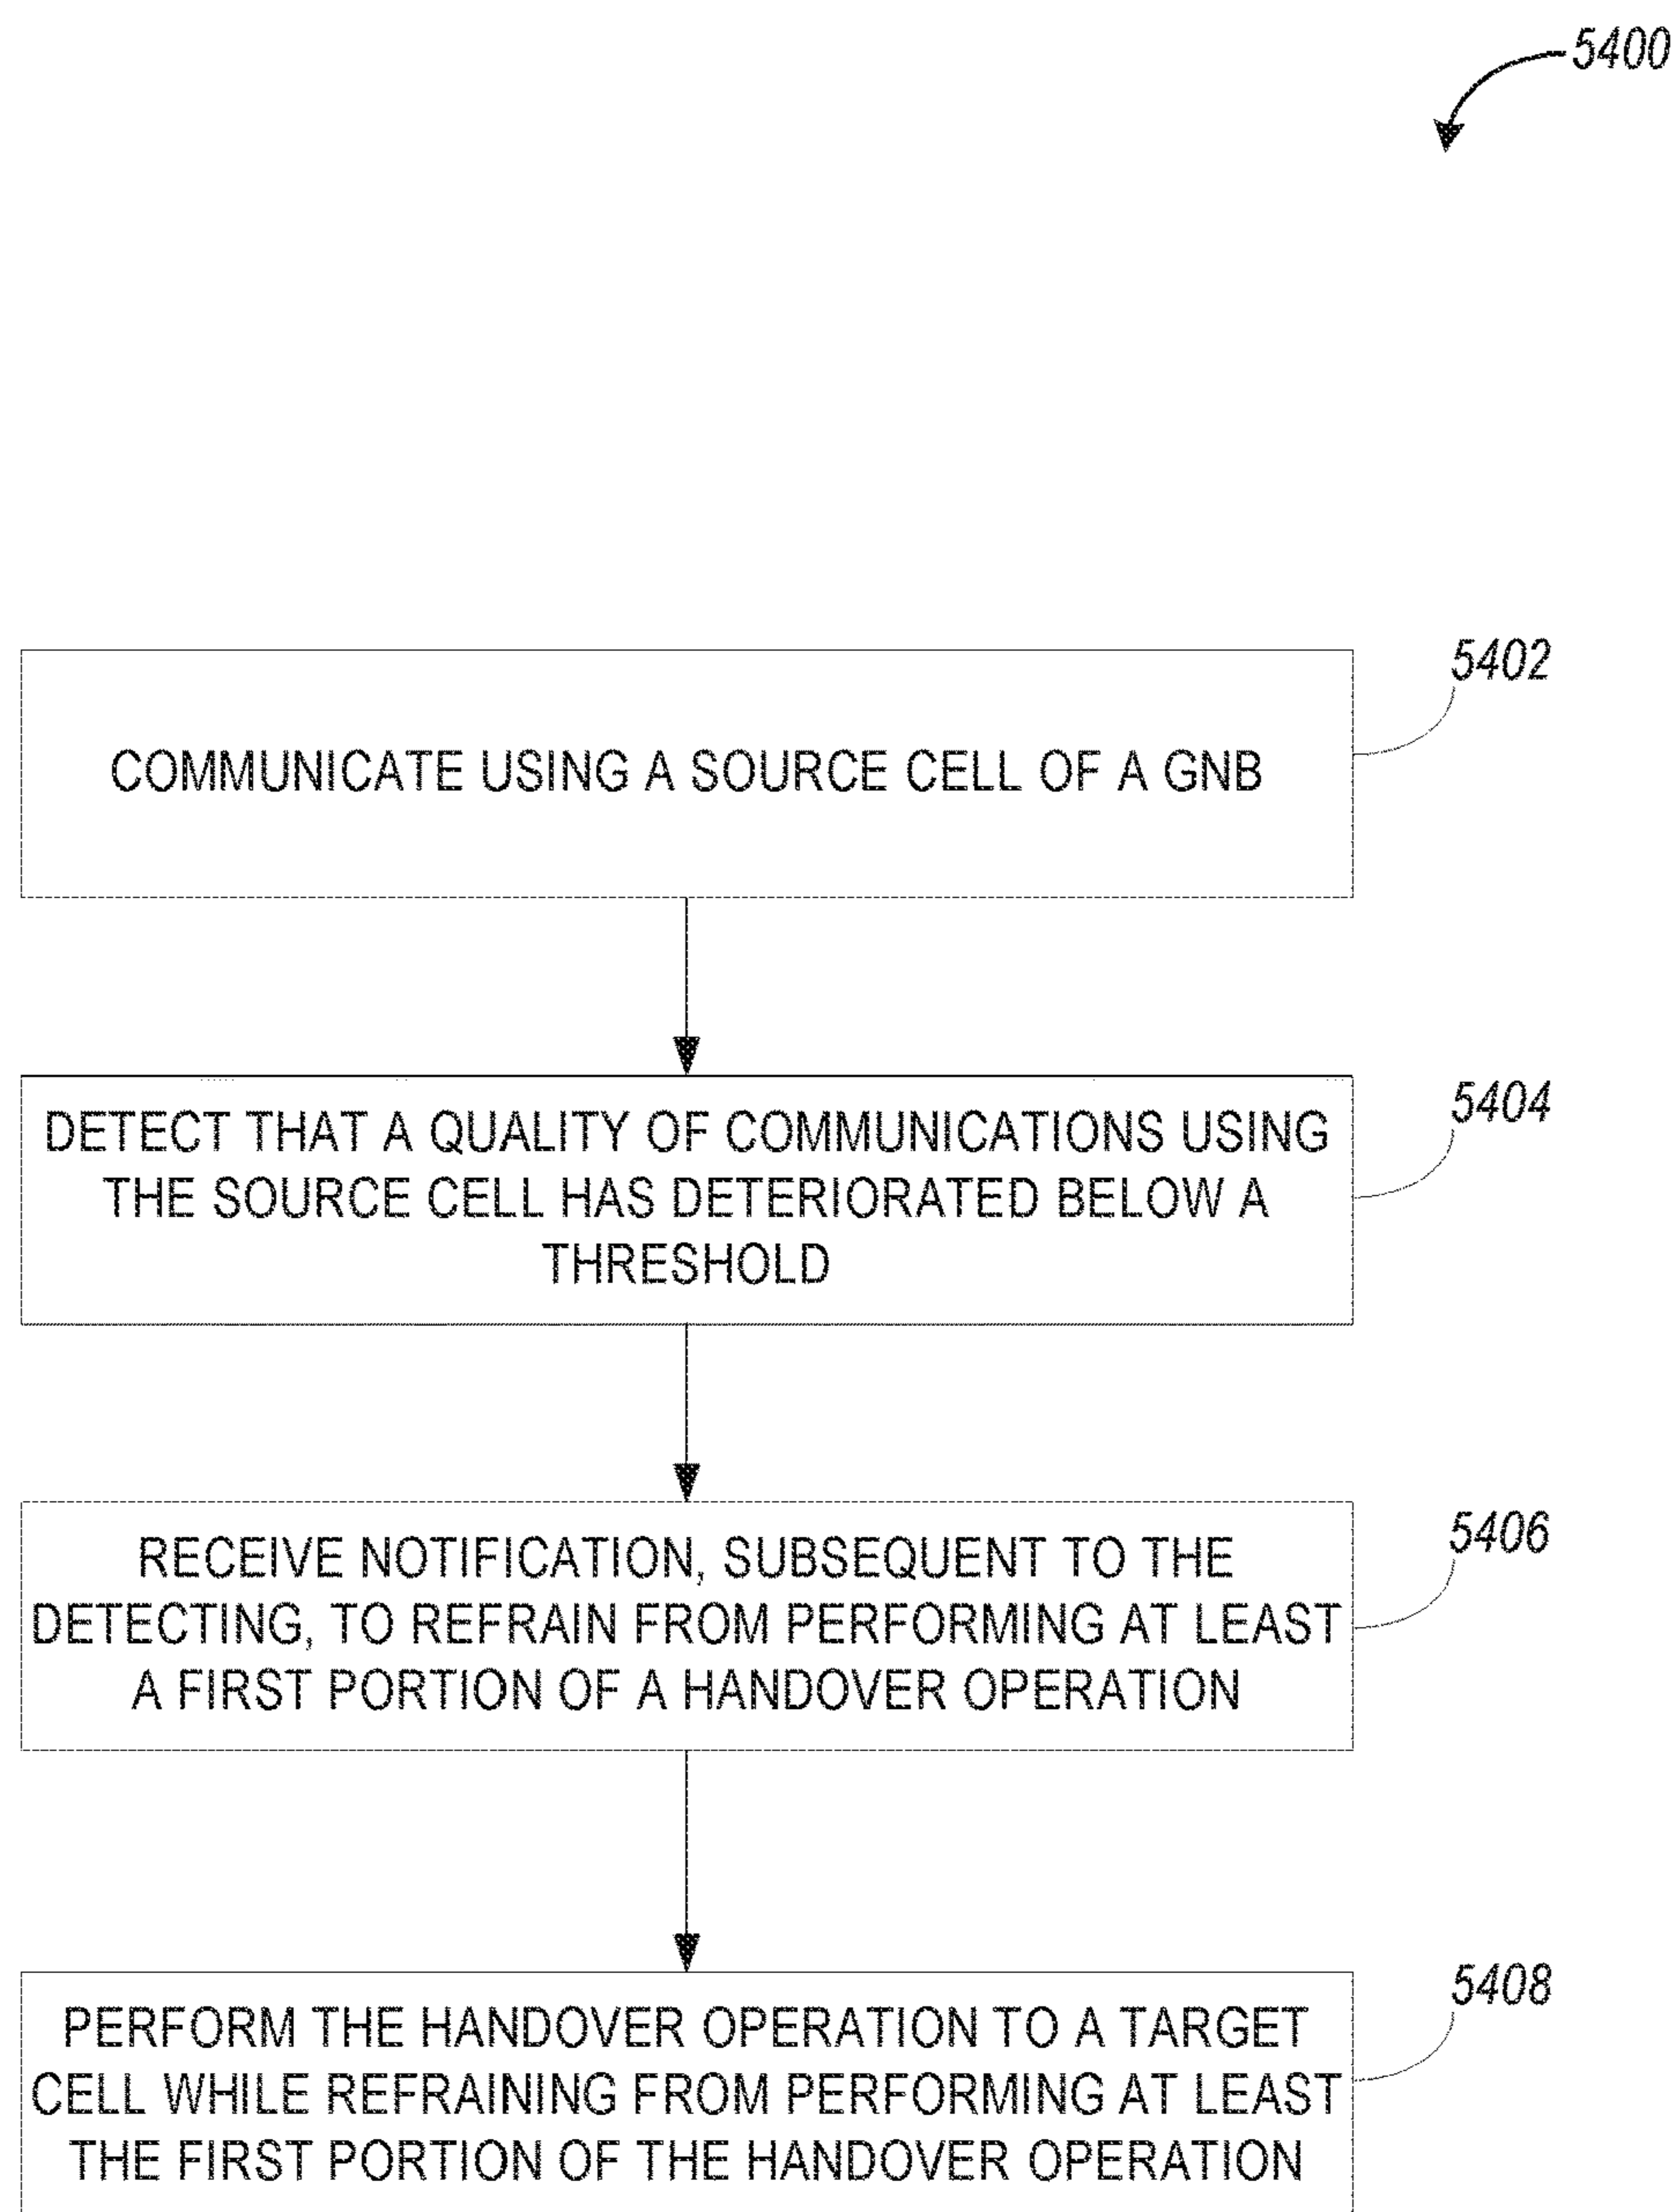 5400
5402
COMMUNICATE USING A SOURCE CELL OF A GNB
5404
DETECT THAT A QUALITY OF COMMUNICATIONS USING
THE SOURCE CELL HAS DETERIORATED BELOW A
THRESHOLD
5406
RECEIVE NOTIFICATION, SUBSEQUENT TO THE
DETECTING, TO REFRAIN FROM PERFORMING AT LEAST
A FIRST PORTION OF A HANDOVER OPERATION
5408
PERFORM THE HANDOVER OPERATION TO A TARGET
CELL WHILE REFRAINING FROM PERFORMING AT LEAST
THE FIRST PORTION OF THE HANDOVER OPERATION